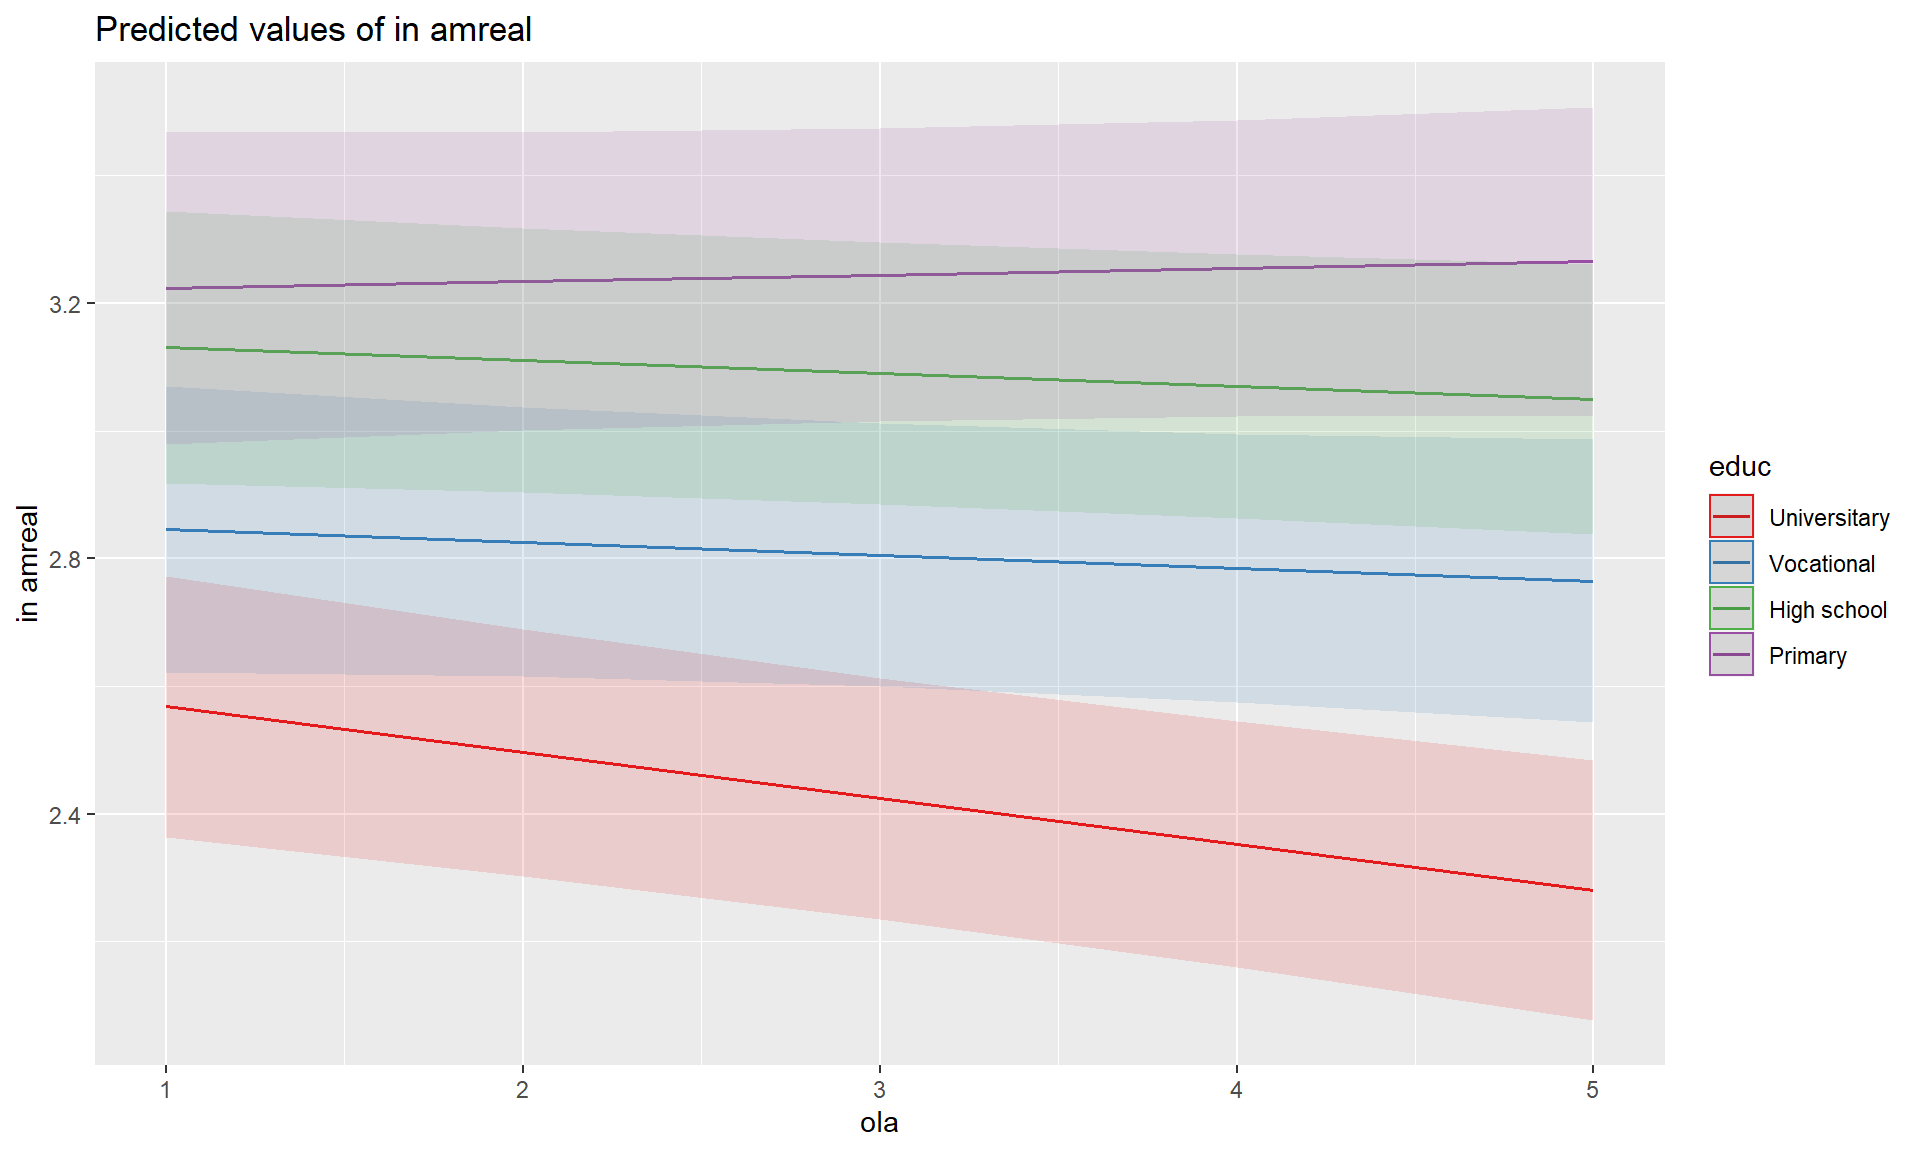 Predicted values of in amreal
in amreal
3.2
2.8
2.4
1
2
3
4
5
ola
educ
Universitary
Vocational
High school
Primary